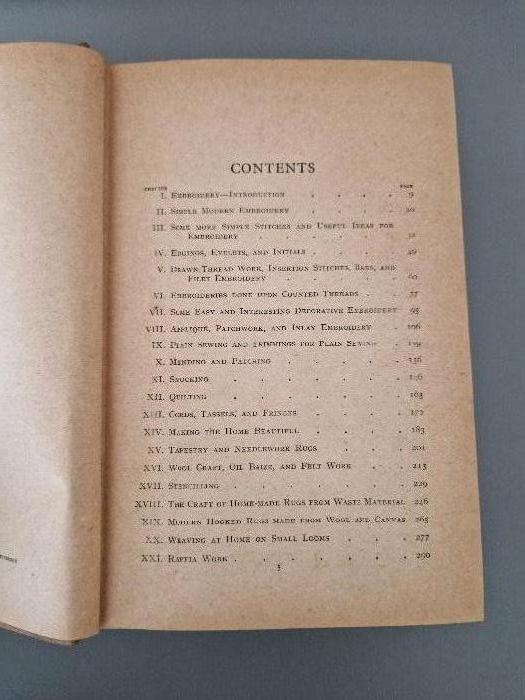 CONTENTS
CHAPTER PAGE
I. Embroidery—Introduction . . . . 9
II. Simple Modern Embroidery . . . . 20
III. Some more Simple Stitches and Useful Ideas for
Embroidery . . . . . .
IV. Edgings, Eyelets, and Initials . . . .
V. Drawn Thread Work, Insertion Stitches, Bars, and
Filet Embroidery . . . . .
VI. Embroideries done upon Counted Threads . . 77
VII. Some Easy and Interesting Decorative Embroidery 95
VIII. Appliqué, Patchwork, and Inlay Embroidery . 106
IX. Plain Sewing and Trimmings for Plain Sewing . 119
X. Mending and Patching . . . . 136
XI. Smocking . . . . . . . 146
XII. Quilting . . . . . . . 163
XIII. Cords, Tassels, and Fringes . . . . 172
XIV. Making the Home Beautiful . . . . 183
XV. Tapestry and Needlework Rugs . . . 201
XVI. Wool Craft, Oil Baize, and Felt Work . . 213
XVII. Stencilling . . . . . . 229
XVIII. The Craft of Home-made Rugs from Waste Material 246
XIX. Modern Hooked Rugs made from Wool and Canvas 265
XX. Weaving at Home on Small Looms . . . 277
XXI. Raffia Work . . . . . . 290
5